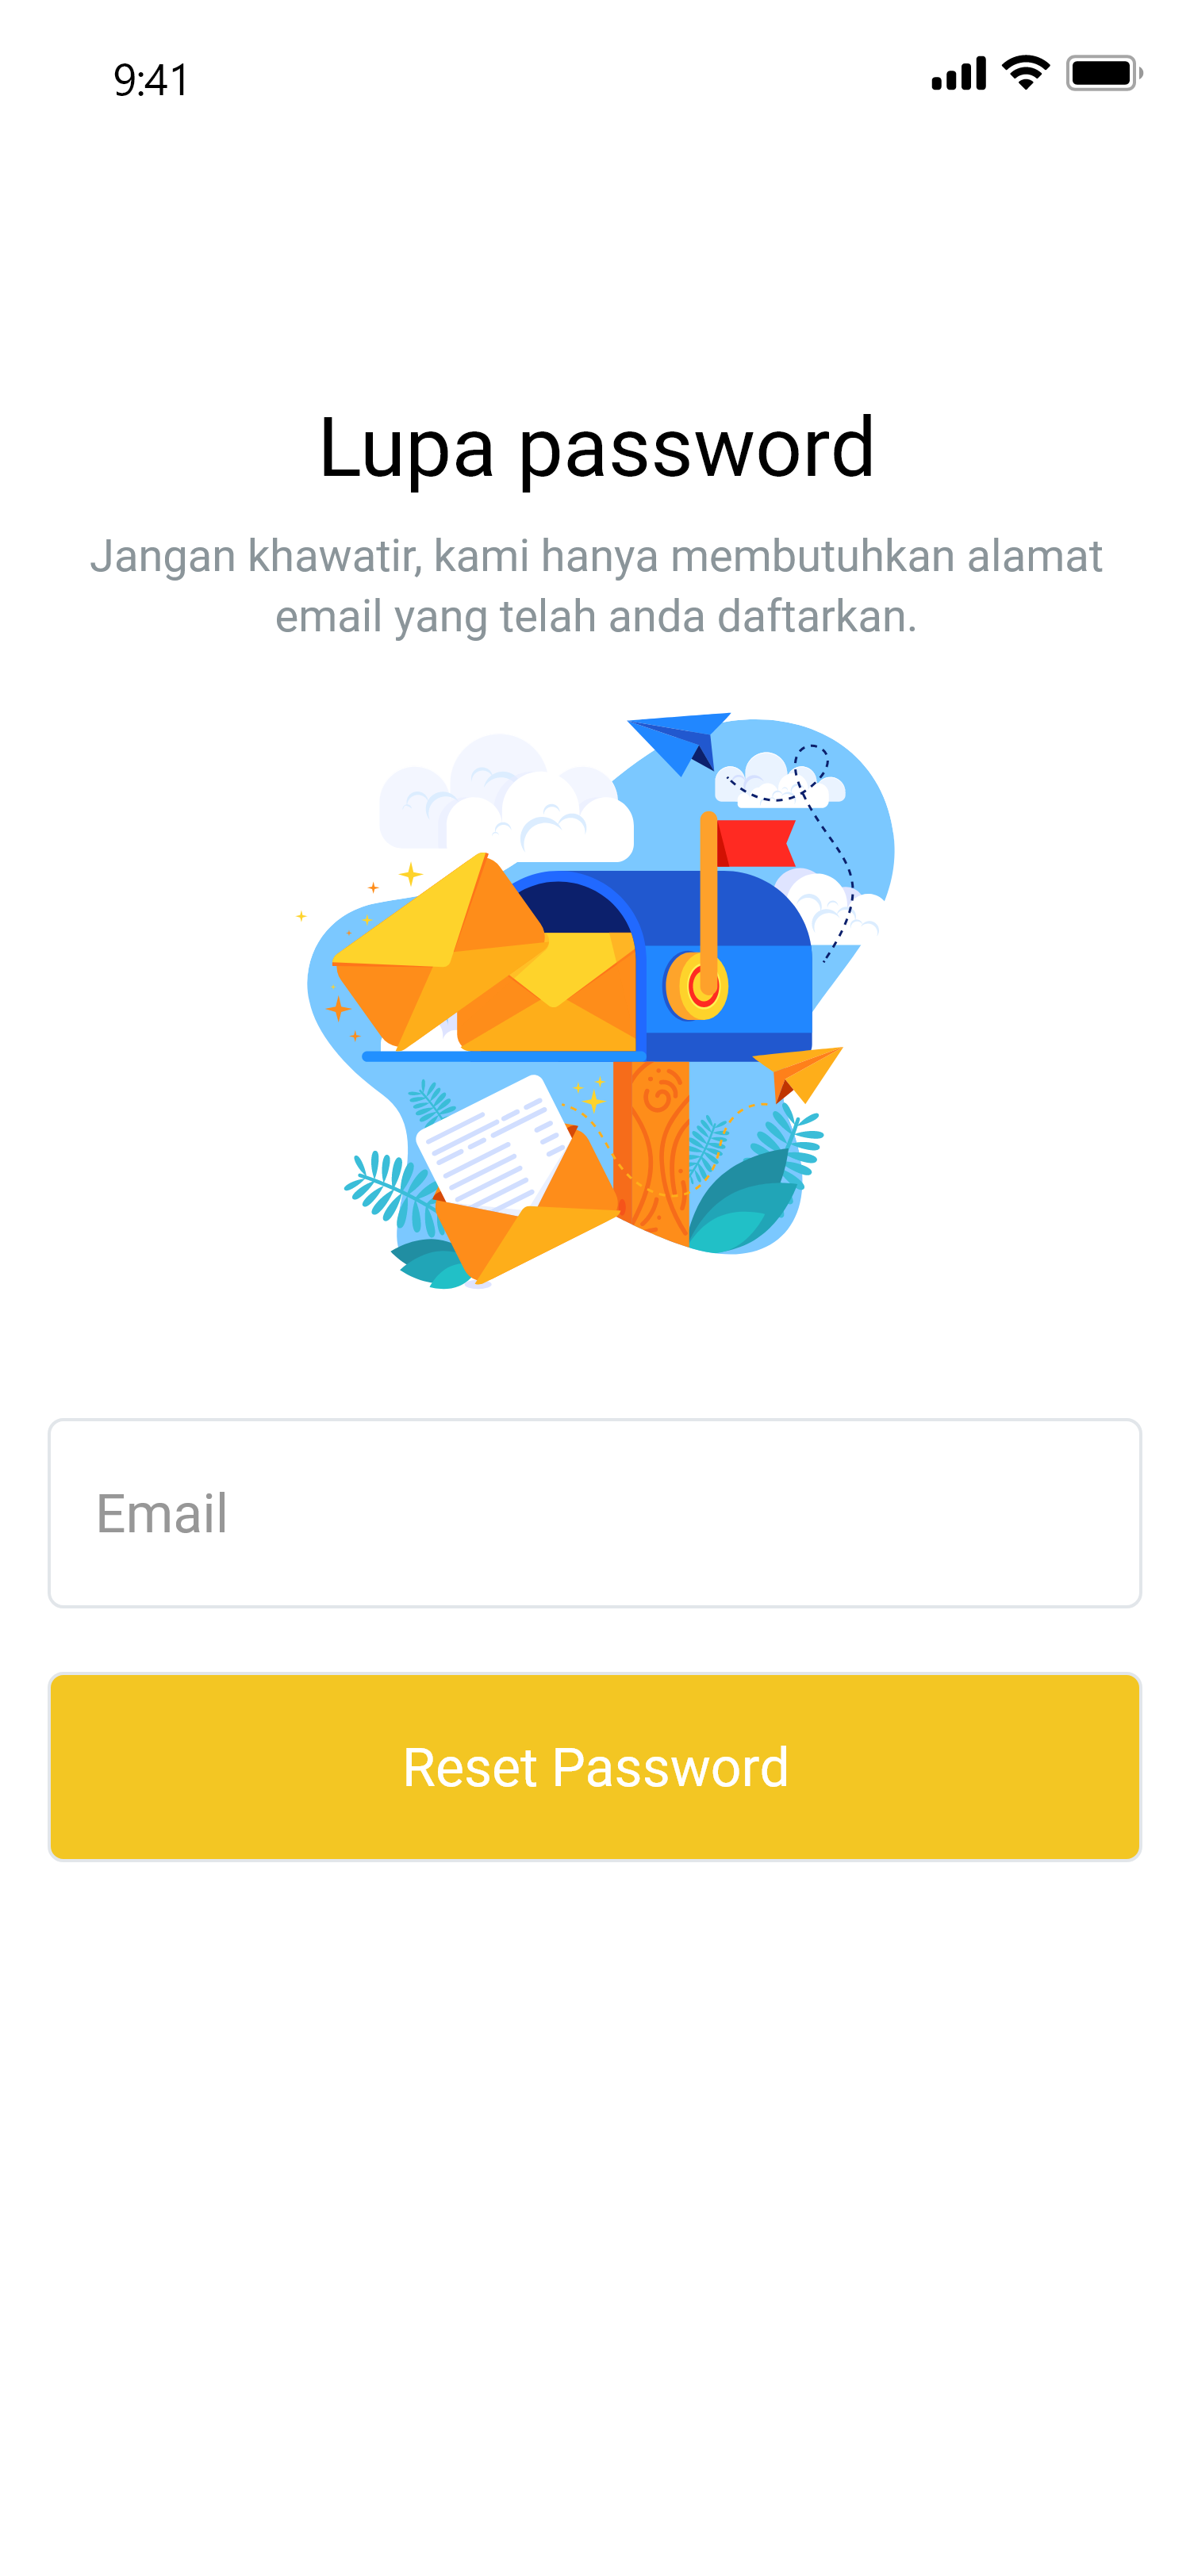 9:41
Lupa password
Jangan khawatir, kami hanya membutuhkan alamat
email yang telah anda daftarkan.
Email
Reset Password